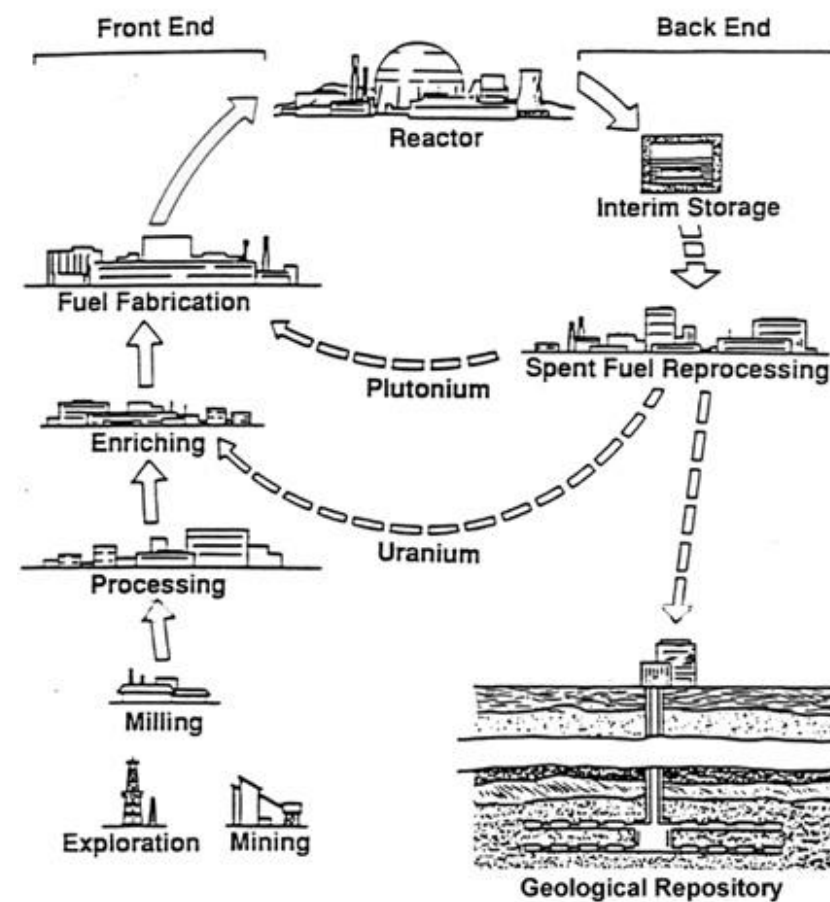 Front End
Back End
Reactor
Interim Storage
Fuel Fabrication
Plutonium
Spent Fuel Reprocessing
Enriching
Uranium
Processing
Milling
Exploration
Mining
Geological Repository